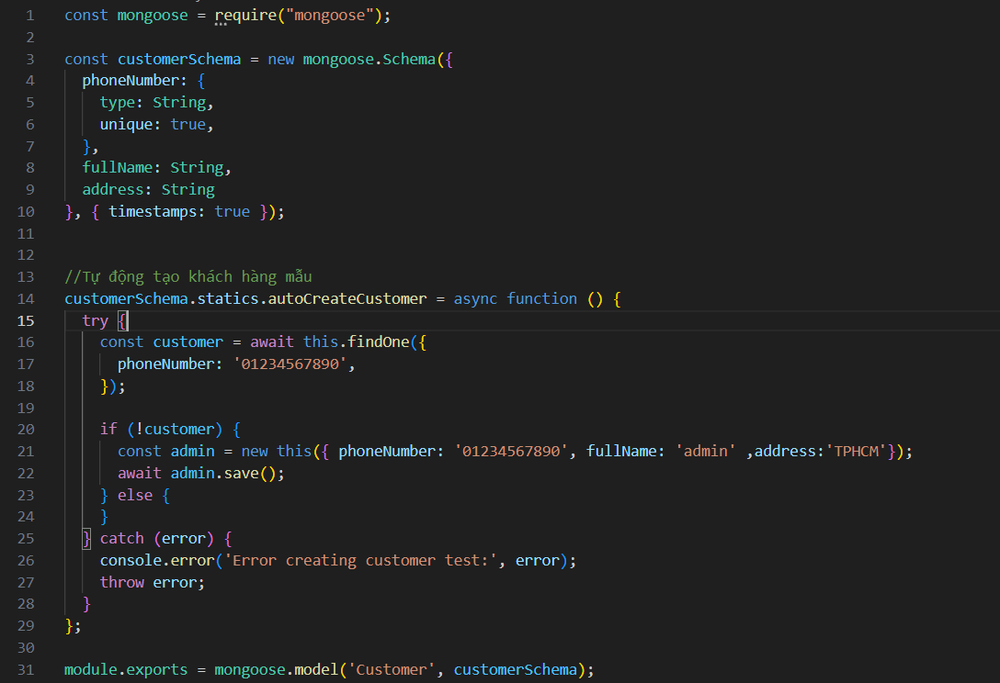 1 const mongoose = require("mongoose");
2
3 const customerSchema = new mongoose.Schema({
4   phoneNumber: {
5     type: String,
6     unique: true,
7   },
8   fullName: String,
9   address: String
10 }, { timestamps: true });
11
12
13 //Tự động tạo khách hàng mẫu
14 customerSchema.statics.autoCreateCustomer = async function () {
15   try {
16     const customer = await this.findOne({
17       phoneNumber: '01234567890',
18     });
19
20     if (!customer) {
21       const admin = new this({ phoneNumber: '01234567890', fullName: 'admin' ,address:'TPHCM'});
22       await admin.save();
23     } else {
24     }
25   } catch (error) {
26     console.error('Error creating customer test:', error);
27     throw error;
28   }
29 };
30
31 module.exports = mongoose.model('Customer', customerSchema);